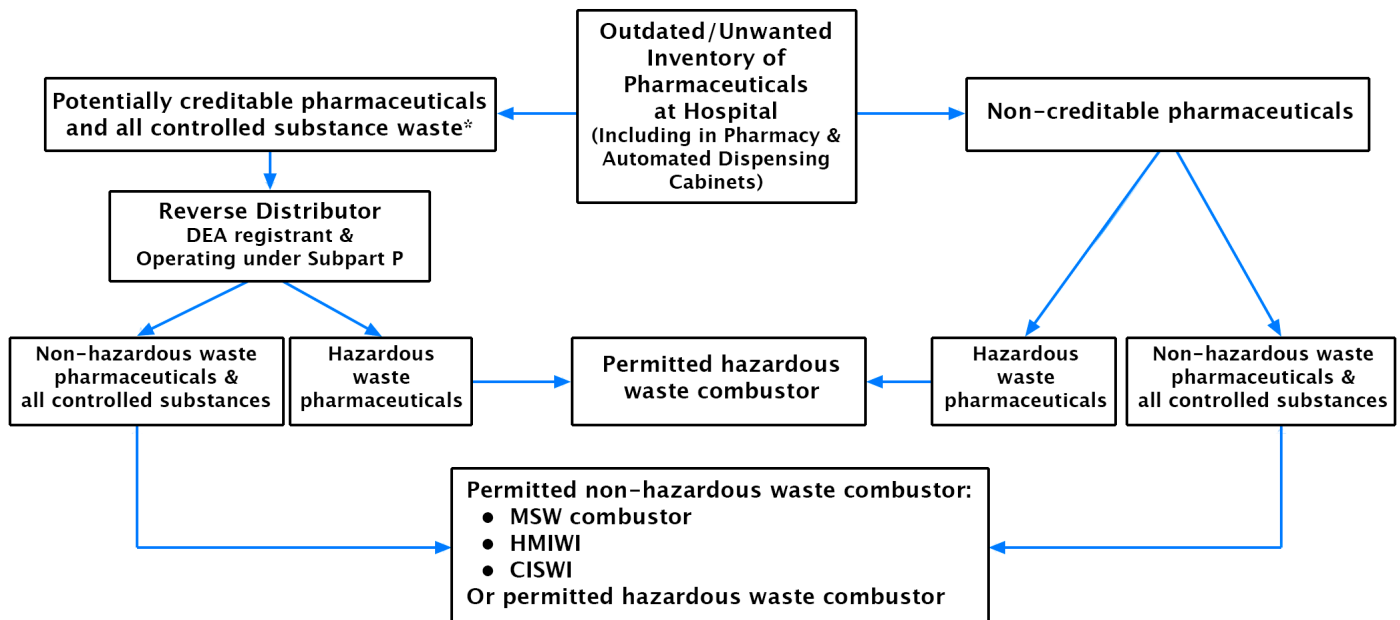 Outdated/Unwanted
Inventory of
Pharmaceuticals
at Hospital
(Including in Pharmacy &
Automated Dispensing
Cabinets)
Potentially creditable pharmaceuticals
and all controlled substance waste*
Non-creditable pharmaceuticals
Reverse Distributor
DEA registrant &
Operating under Subpart P
Non-hazardous waste
pharmaceuticals &
all controlled substances
Hazardous
waste
pharmaceuticals
Permitted hazardous
waste combustor
Hazardous
waste
pharmaceuticals
Non-hazardous waste
pharmaceuticals &
all controlled substances
Permitted non-hazardous waste combustor:
● MSW combustor
● HMIWI
● CISWI
Or permitted hazardous waste combustor